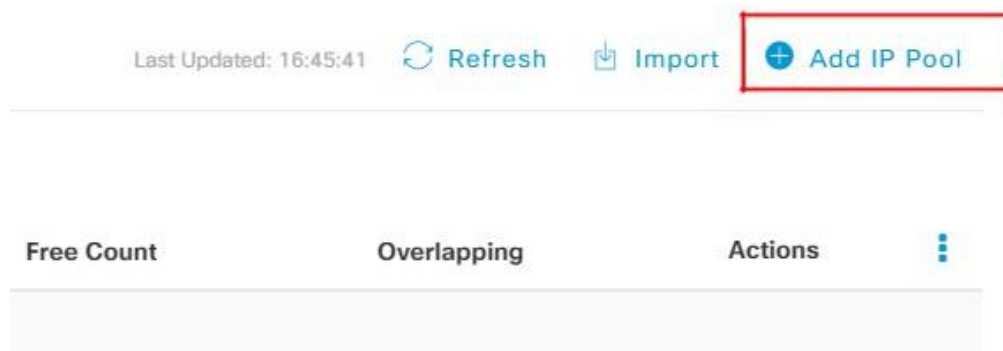 Last Updated: 16:45:41 Refresh Import Add IP Pool
Free Count Overlapping Actions